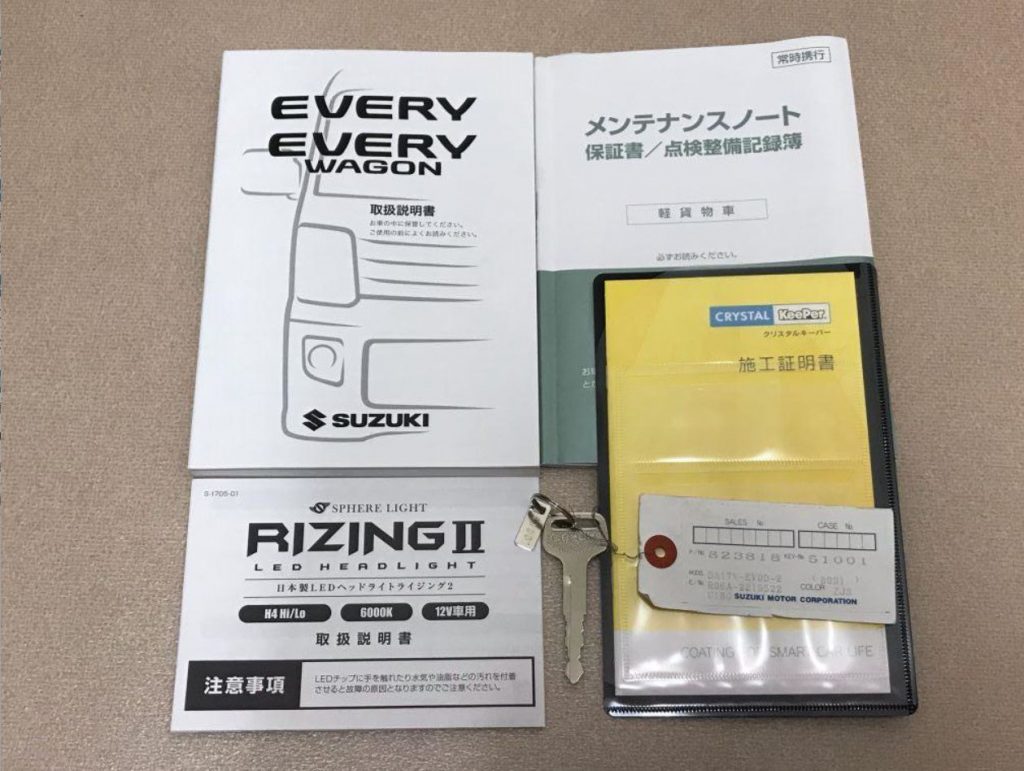 EVERY
EVERY
WAGON
取扱説明書
お車の中に保管してください。
ご使用の前によくお読みください。
SUZUKI
常時携行
メンテナンスノート
保証書／点検整備記録簿
軽貨物車
必ずお読みください。
CRYSTAL KeePer
クリスタルキーパー
施工証明書
COATING FOR SMART CAR LIFE
S-1705-01
SPHERE LIGHT
RIZING II
LED HEADLIGHT
日本製LEDヘッドライトライジング2
H4 Hi/Lo 6000K 12V車用
取扱説明書
注意事項
LEDチップに手を触れたり水気や油脂などの汚れを付着
させると故障の原因となりますのでご注意ください。
SALES No. CASE No.
823818 KEY-No. 51001
COLOR
SUZUKI MOTOR CORPORATION